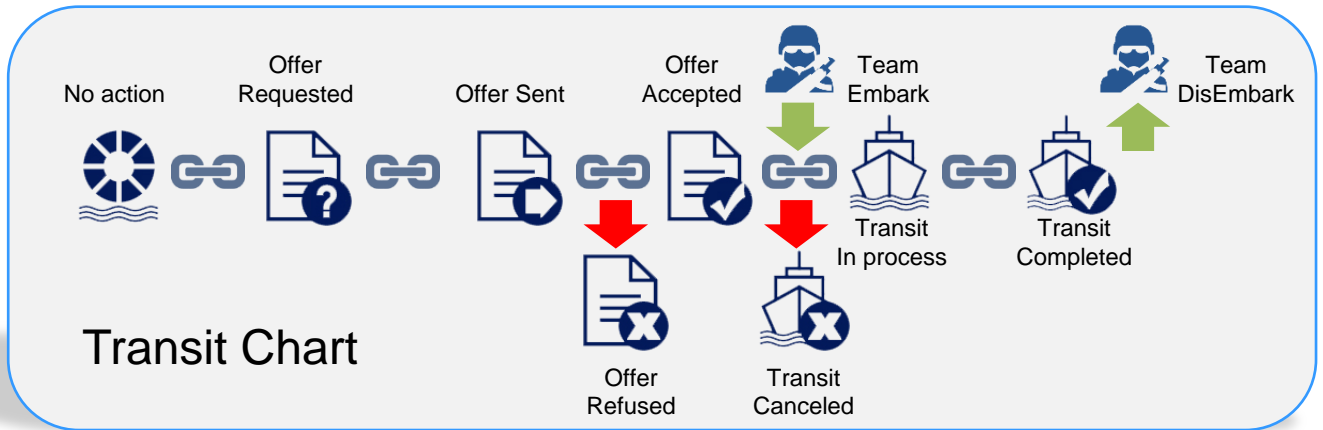 No action
Offer
Requested
Offer Sent
Offer
Accepted
Team
Embark
Team
DisEmbark
?
Transit
In process
Transit
Completed
X
X
Transit Chart
Offer
Refused
Transit
Canceled